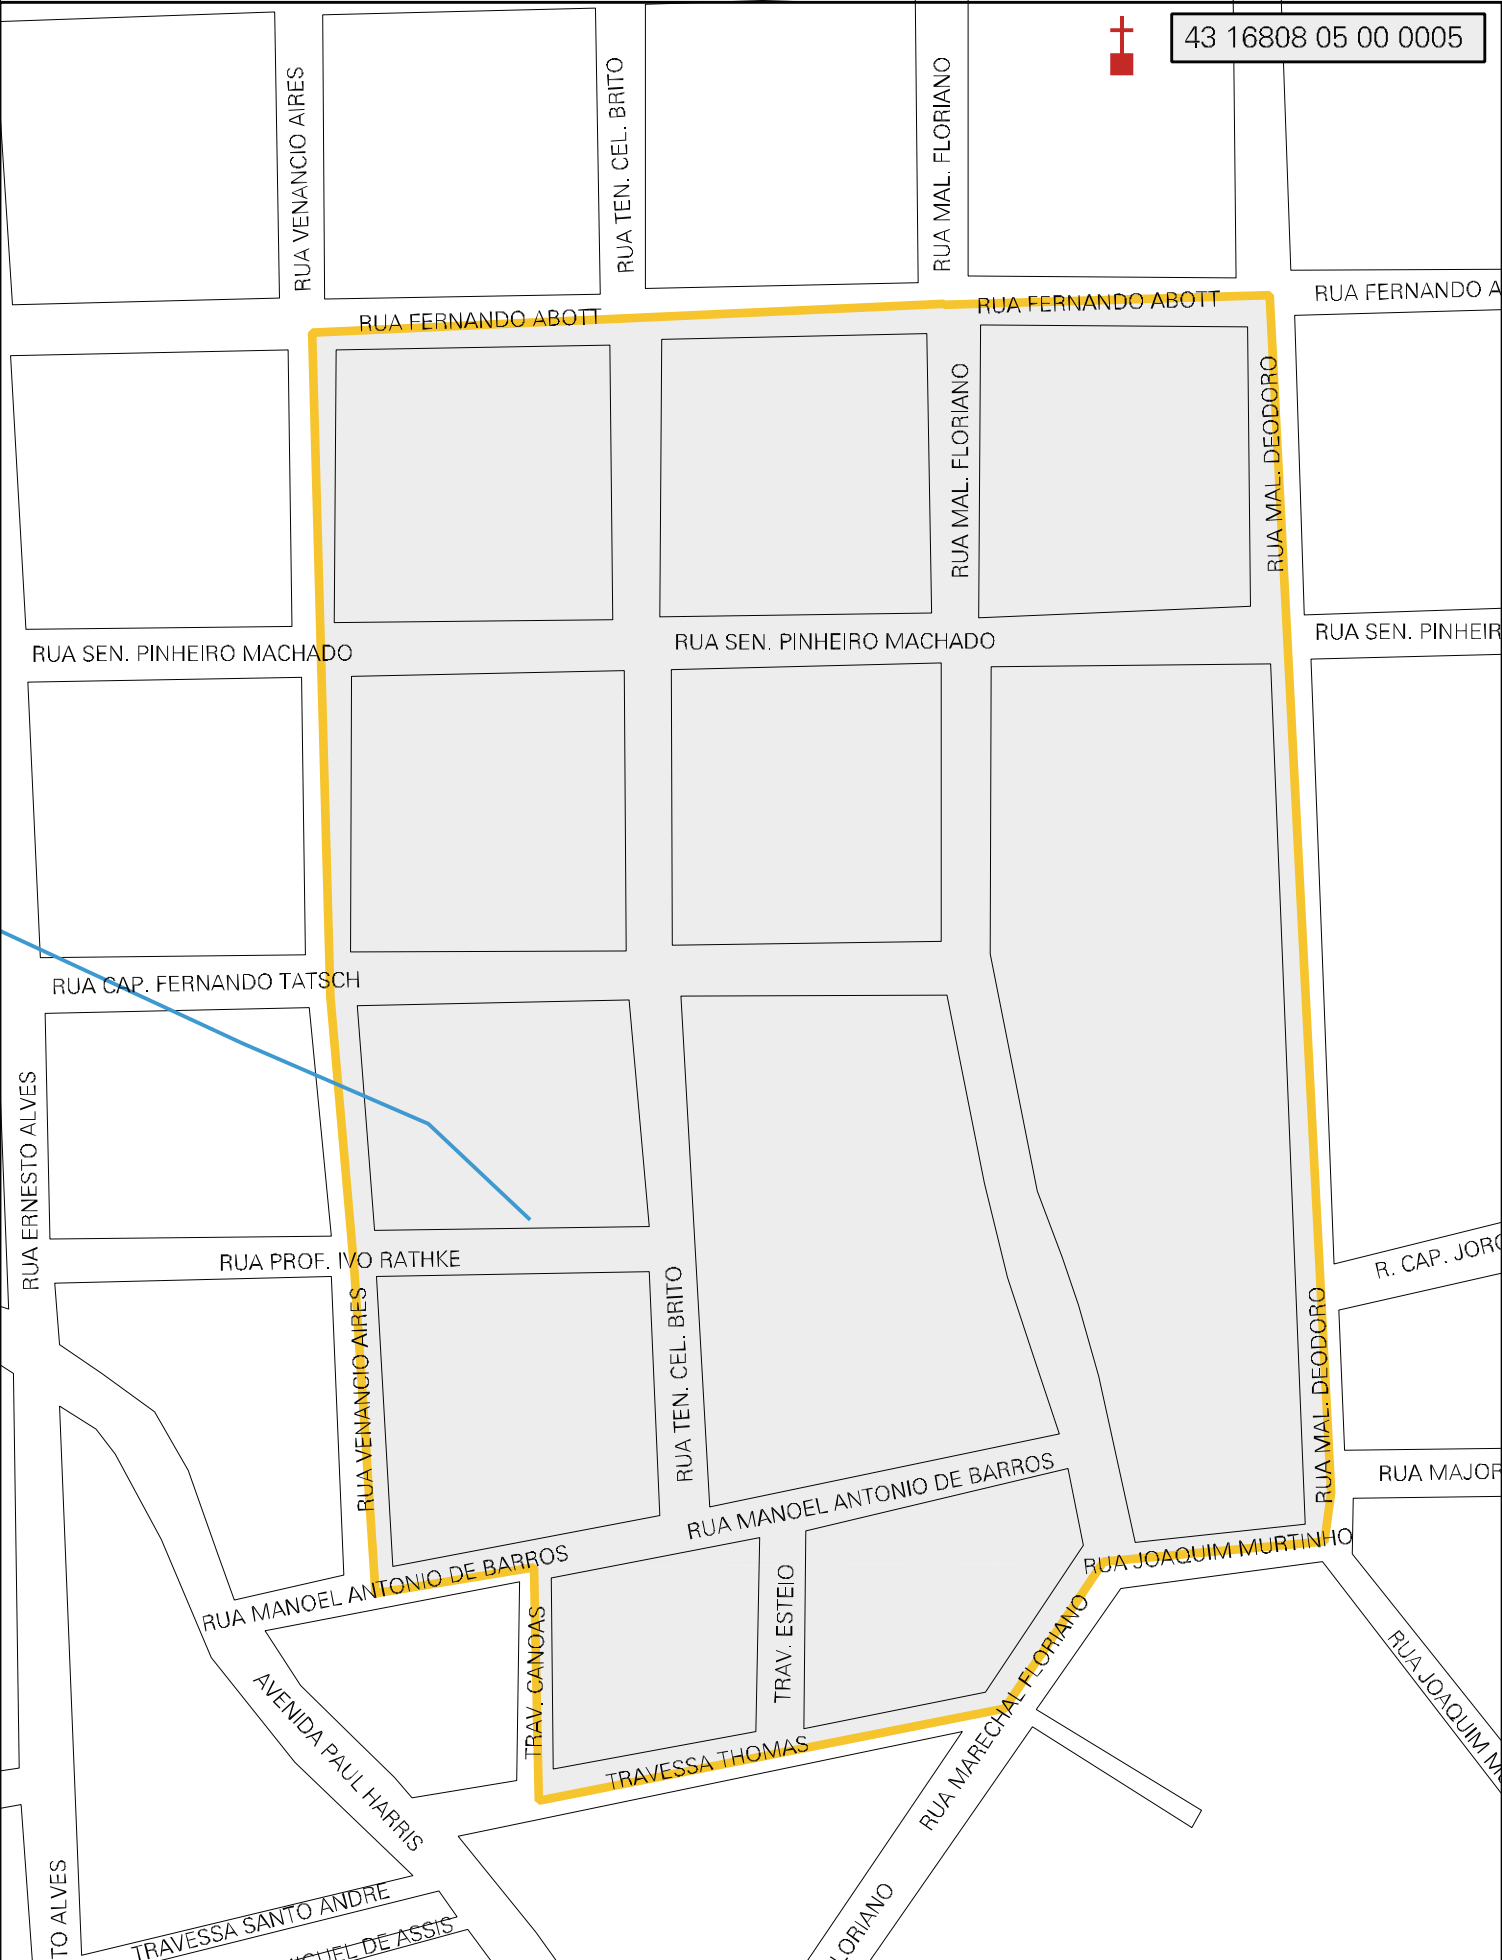 43 16808 05 00 0005
RUA VENANCIO AIRES
RUA TEN. CEL. BRITO
RUA MAL. FLORIANO
RUA FERNANDO ABOTT
RUA FERNANDO ABOTT
RUA FERNANDO A
RUA MAL. FLORIANO
RUA MAL. DEODORO
RUA SEN. PINHEIRO MACHADO
RUA SEN. PINHEIRO MACHADO
RUA SEN. PINHEIR
RUA CAP. FERNANDO TATSCH
RUA ERNESTO ALVES
RUA PROF. IVO RATHKE
R. CAP. JORG
RUA VENANCIO AIRES
RUA TEN. CEL. BRITO
RUA MAL. DEODORO
RUA MAJOR
RUA MANOEL ANTONIO DE BARROS
RUA MANOEL ANTONIO DE BARROS
RUA JOAQUIM MURTINHO
TRAV. CANOAS
TRAV. ESTEIO
RUA MARECHAL FLORIANO
RUA JOAQUIM MU
AVENIDA PAUL HARRIS
TRAVESSA THOMAS
TO ALVES
TRAVESSA SANTO ANDRE
IGUEL DE ASSIS
LORIANO